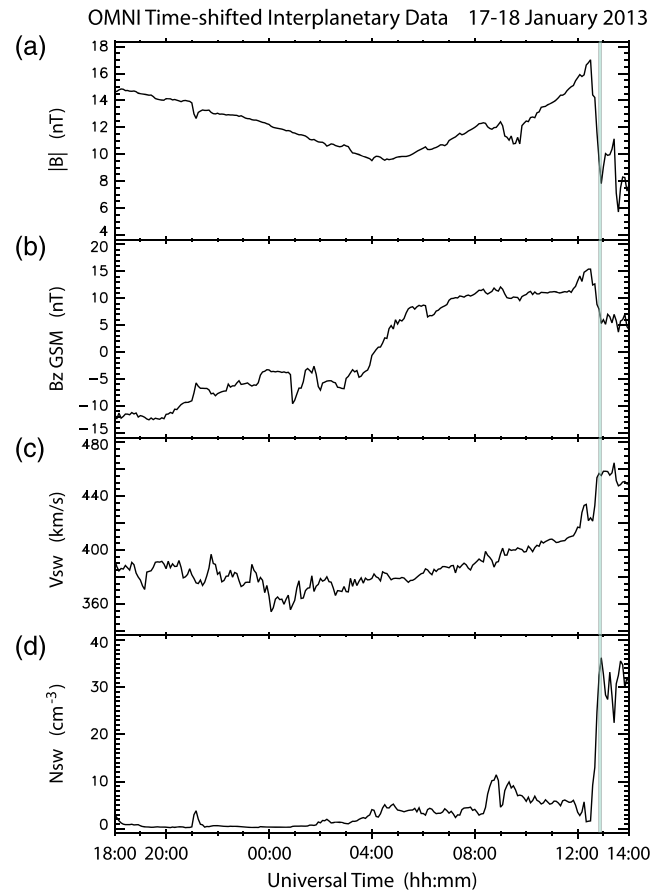 OMNI Time-shifted Interplanetary Data 17-18 January 2013
(a)
|B| (nT)
18
16
14
12
10
8
6
4
(b)
Bz GSM (nT)
20
15
10
5
0
−5
−10
−15
(c)
Vsw (km/s)
480
440
400
360
(d)
Nsw (cm⁻³)
40
30
20
10
0
18:00 20:00 00:00 04:00 08:00 12:00 14:00
Universal Time (hh:mm)